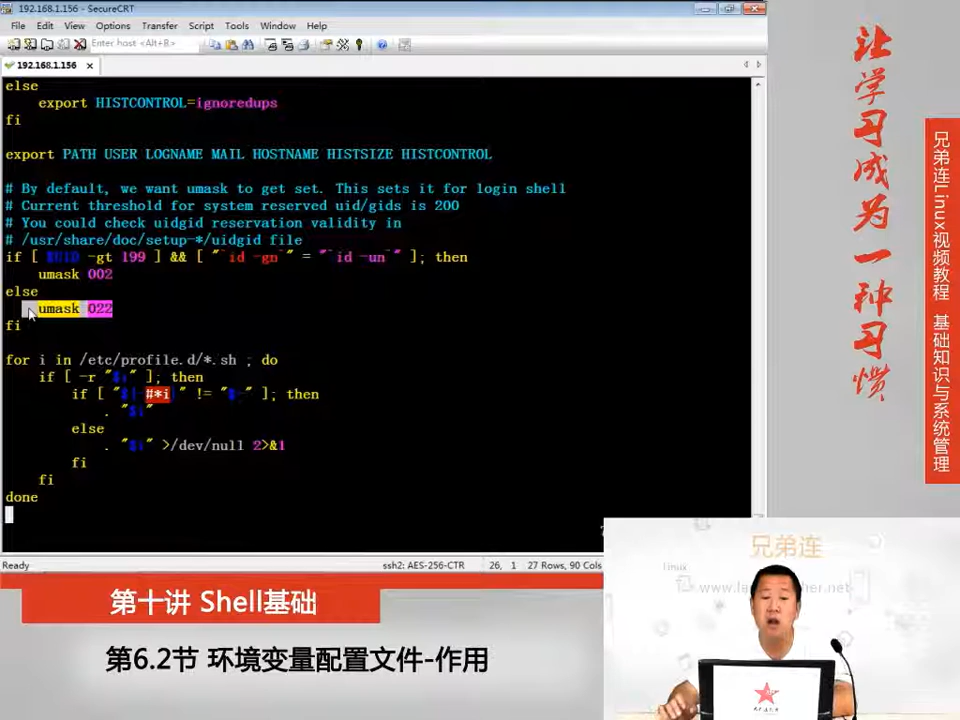 192.168.1.156 - SecureCRT
File Edit View Options Transfer Script Tools Window Help
Enter host <Alt+R>
192.168.1.156
else
export HISTCONTROL=ignoredups
fi
export PATH USER LOGNAME MAIL HOSTNAME HISTSIZE HISTCONTROL
# By default, we want umask to get set. This sets it for login shell
# Current threshold for system reserved uid/gids is 200
# You could check uidgid reservation validity in
# /usr/share/doc/setup-*/uidgid file
if [ $UID -gt 199 ] && [ "`id -gn`" = "`id -un`" ]; then
umask 002
else
umask 022
fi
for i in /etc/profile.d/*.sh ; do
if [ -r "$i" ]; then
if [ "${-#*i}" != "$-" ]; then
. "$i"
else
. "$i" >/dev/null 2>&1
fi
fi
done
Ready
ssh2: AES-256-CTR
26, 1
27 Rows, 90 Cols
让学习成为一种习惯
兄弟连Linux视频教程 基础知识与系统管理
兄弟连
Linux
第十讲 Shell基础
第6.2节 环境变量配置文件-作用